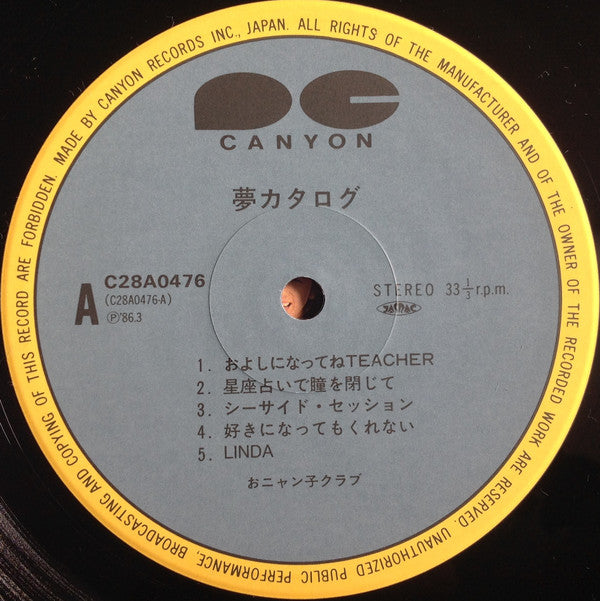 MADE BY CANYON RECORDS INC., JAPAN. ALL RIGHTS OF THE MANUFACTURER AND OF THE OWNER OF THE RECORDED WORK ARE RESERVED. UNAUTHORIZED PUBLIC PERFORMANCE, BROADCASTING AND COPYING OF THIS RECORD ARE FORBIDDEN.
CANYON
夢カタログ
A
C28A0476
(C28A0476-A)
Ⓟ'86.3
STEREO 33 1/3 r.p.m.
1. およしになってねTEACHER
2. 星座占いで瞳を閉じて
3. シーサイド・セッション
4. 好きになってもくれない
5. LINDA
おニャン子クラブ